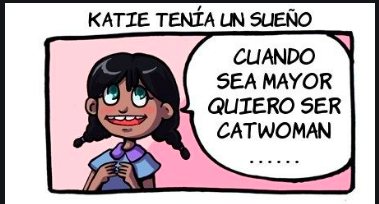 KATIE TENÍA UN SUEÑO
CUANDO
SEA MAYOR
QUIERO SER
CATWOMAN
......